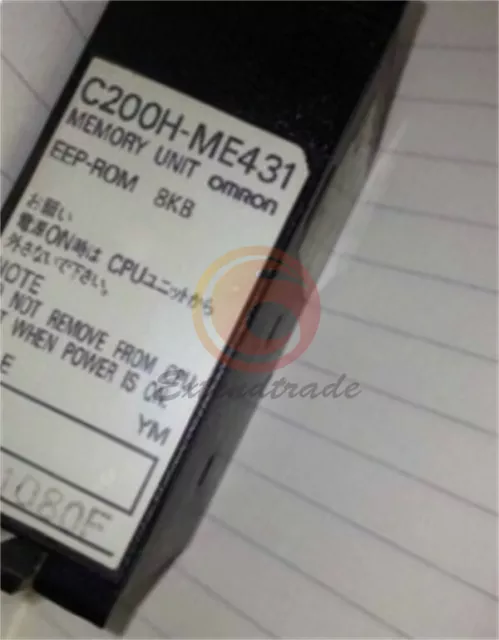 C200H-ME431
MEMORY UNIT OMRON
EEP-ROM 8KB
お願い
電源ON時は CPUユニットから
外さないで下さい。
NOTE
NOT REMOVE FROM CPU
WHEN POWER IS ON.
E
YM
1080F
Extendtrade